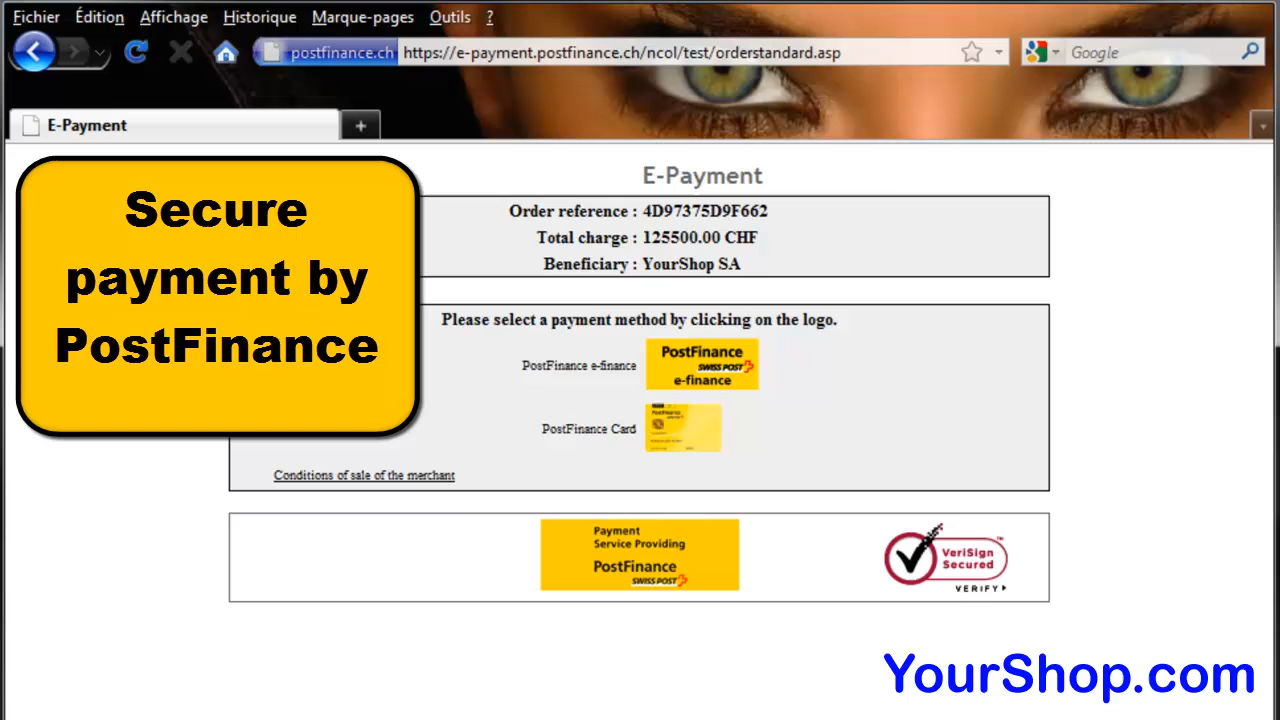 Fichier Édition Affichage Historique Marque-pages Outils ?
postfinance.ch https://e-payment.postfinance.ch/ncol/test/orderstandard.asp Google
E-Payment +
Secure
payment by
PostFinance
E-Payment
Order reference : 4D97375D9F662
Total charge : 125500.00 CHF
Beneficiary : YourShop SA
Please select a payment method by clicking on the logo.
PostFinance e-finance
PostFinance
SWISS POST
e-finance
PostFinance Card
PostFinance
Conditions of sale of the merchant
Payment
Service Providing
PostFinance
SWISS POST
VeriSign™
Secured
VERIFY
YourShop.com